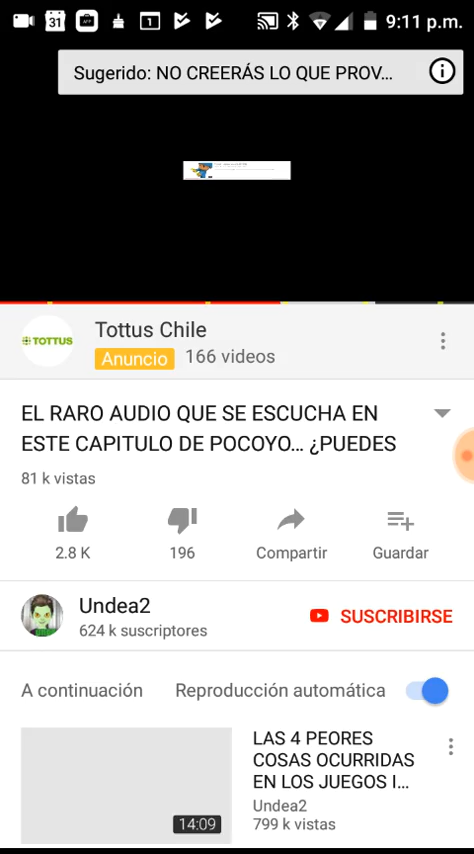 31
1
9:11 p.m.
Sugerido: NO CREERÁS LO QUE PROV...
TOTTUS
Tottus Chile
Anuncio 166 videos
EL RARO AUDIO QUE SE ESCUCHA EN
ESTE CAPITULO DE POCOYO... ¿PUEDES
81 k vistas
2.8 K
196
Compartir
Guardar
Undea2
624 k suscriptores
SUSCRIBIRSE
A continuación
Reproducción automática
14:09
LAS 4 PEORES
COSAS OCURRIDAS
EN LOS JUEGOS I...
Undea2
799 k vistas